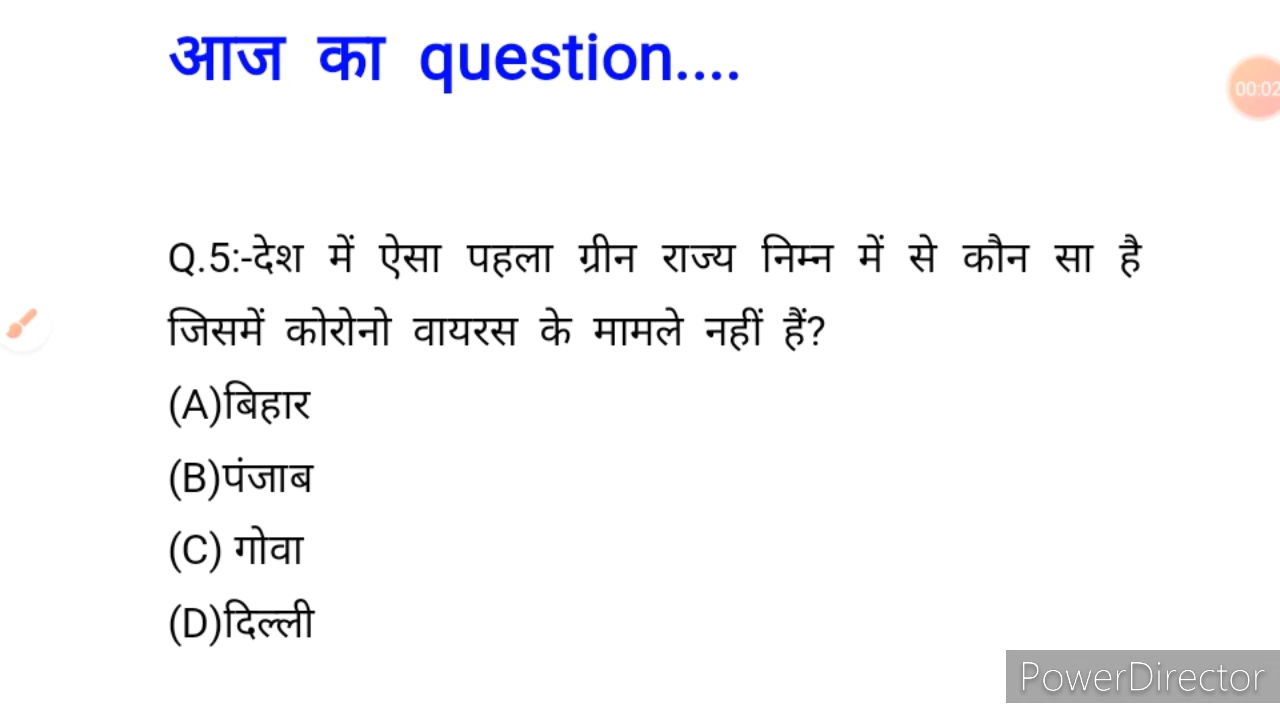 आज का question....
00:02
Q.5:-देश में ऐसा पहला ग्रीन राज्य निम्न में से कौन सा है
जिसमें कोरोनो वायरस के मामले नहीं हैं?
(A)बिहार
(B)पंजाब
(C) गोवा
(D)दिल्ली
PowerDirector